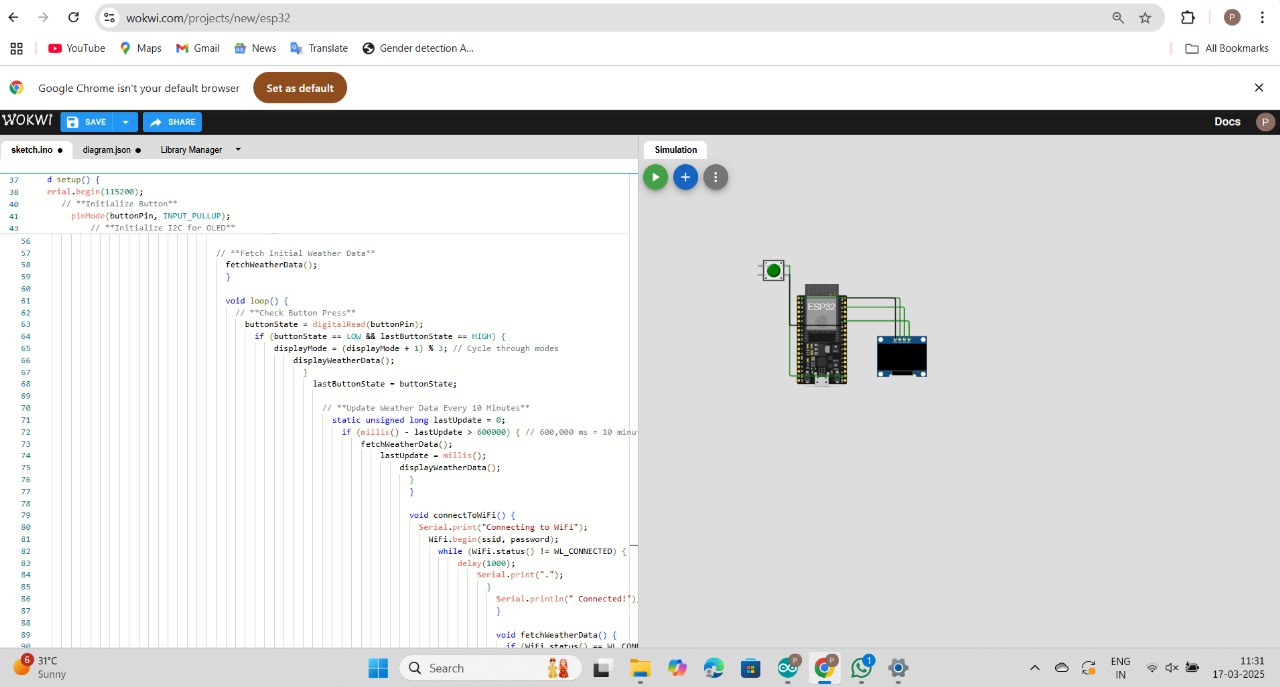 wokwi.com/projects/new/esp32
P
YouTube
Maps
Gmail
News
Translate
Gender detection A...
All Bookmarks
Google Chrome isn't your default browser
Set as default
WOKWI
SAVE
SHARE
Docs
P
sketch.ino
diagram.json
Library Manager
Simulation
37 d setup() {
38 erial.begin(115200);
40 // **Initialize Button**
41 pinMode(buttonPin, INPUT_PULLUP);
43 // **Initialize I2C for OLED**
56
57 // **Fetch Initial Weather Data**
58 fetchWeatherData();
59 }
60
61 void loop() {
62 // **Check Button Press**
63 buttonState = digitalRead(buttonPin);
64 if (buttonState == LOW && lastButtonState == HIGH) {
65 displayMode = (displayMode + 1) % 3; // Cycle through modes
66 displayWeatherData();
67 }
68 lastButtonState = buttonState;
69
70 // **Update Weather Data Every 10 Minutes**
71 static unsigned long lastUpdate = 0;
72 if (millis() - lastUpdate > 600000) { // 600,000 ms = 10 minu
73 fetchWeatherData();
74 lastUpdate = millis();
75 displayWeatherData();
76 }
77 }
78
79 void connectToWiFi() {
80 Serial.print("Connecting to WiFi");
81 WiFi.begin(ssid, password);
82 while (WiFi.status() != WL_CONNECTED) {
83 delay(1000);
84 Serial.print(".");
85 }
86 Serial.println(" Connected!")
87 }
88
89 void fetchWeatherData() {
90 if (WiFi.status() == WL_CONN
ESP32
6
31°C
Sunny
Search
P
P
1
ENG
IN
11:31
17-03-2025